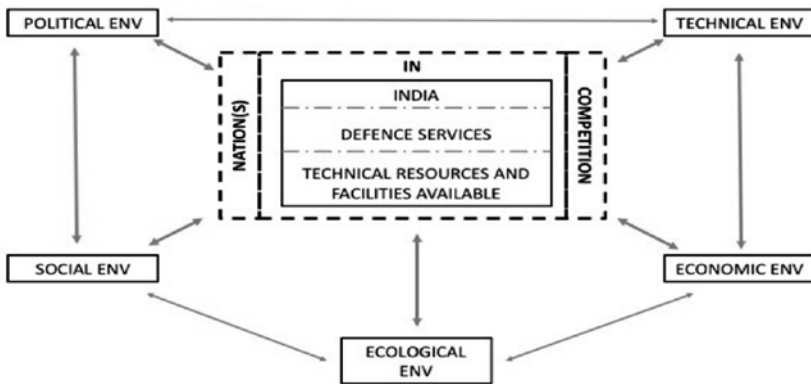 POLITICAL ENV
TECHNICAL ENV
NATION(S)
IN
COMPETITION
INDIA
DEFENCE SERVICES
TECHNICAL RESOURCES AND
FACILITIES AVAILABLE
SOCIAL ENV
ECONOMIC ENV
ECOLOGICAL
ENV